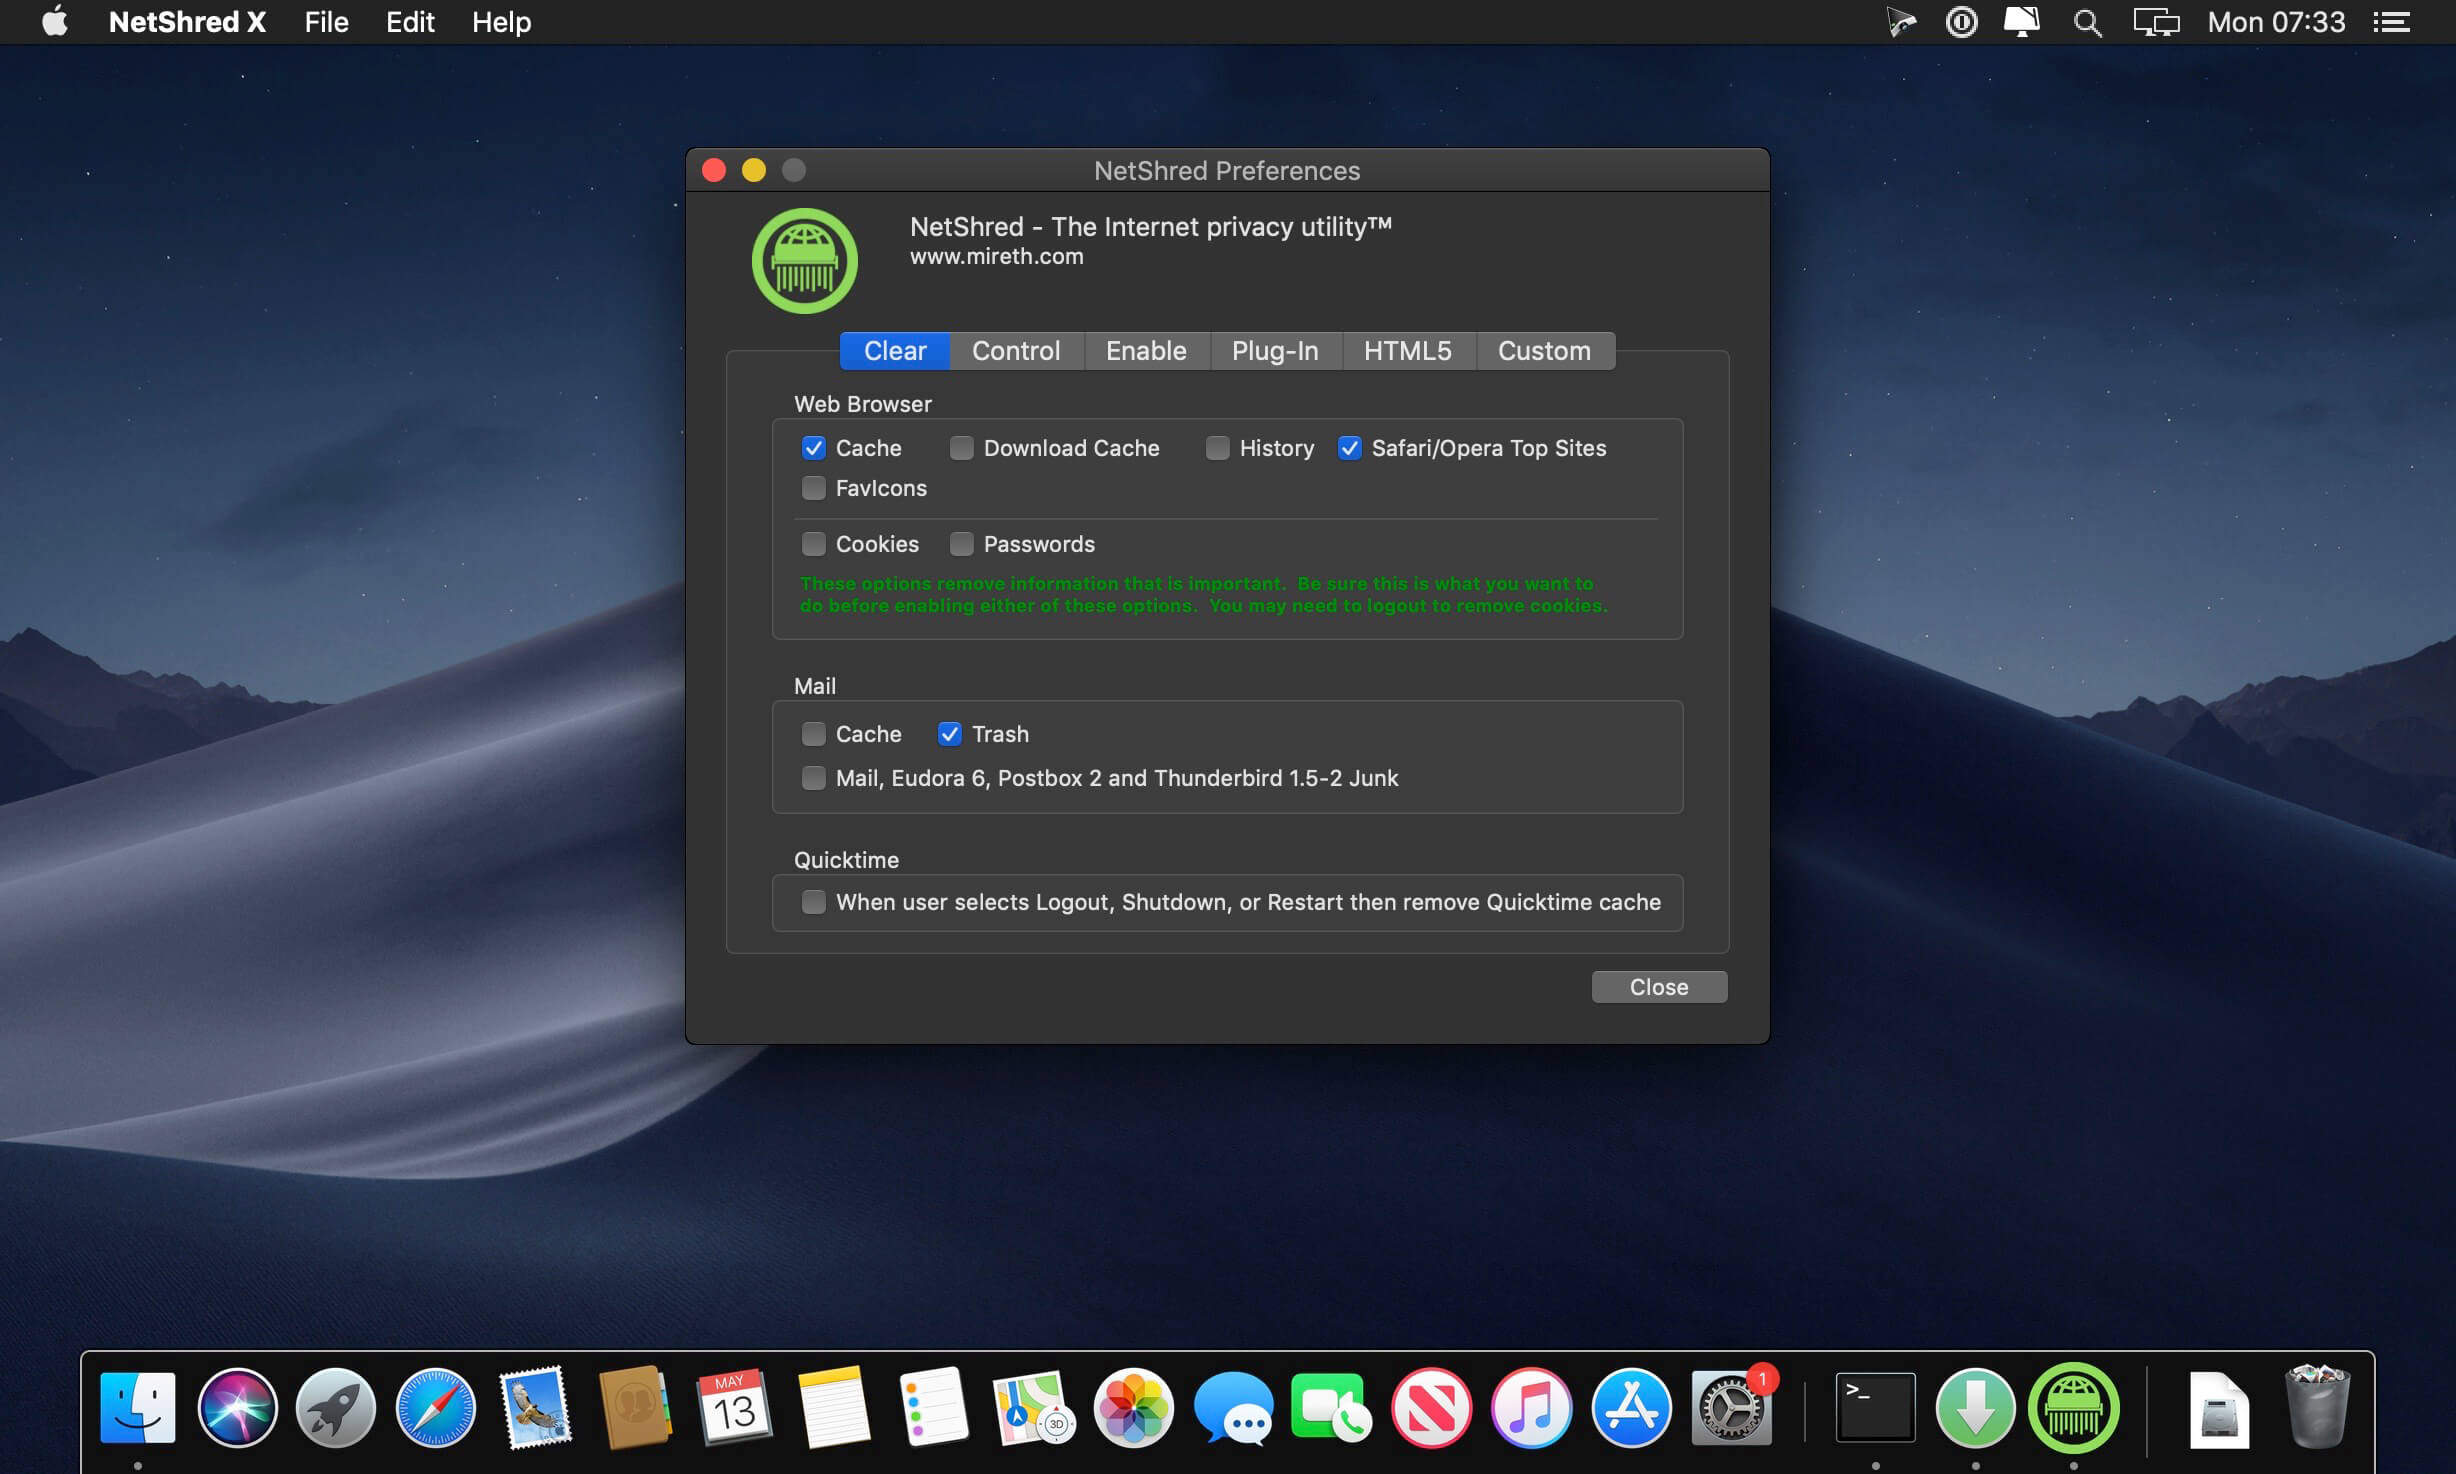 NetShred X File Edit Help Mon 07:33
NetShred Preferences
NetShred - The Internet privacy utility™
www.mireth.com
Clear Control Enable Plug-In HTML5 Custom
Web Browser
Cache Download Cache History Safari/Opera Top Sites
FavIcons
Cookies Passwords
These options remove information that is important. Be sure this is what you want to
do before enabling either of these options. You may need to logout to remove cookies.
Mail
Cache Trash
Mail, Eudora 6, Postbox 2 and Thunderbird 1.5-2 Junk
Quicktime
When user selects Logout, Shutdown, or Restart then remove Quicktime cache
Close
MAY
13
3D
1
>_